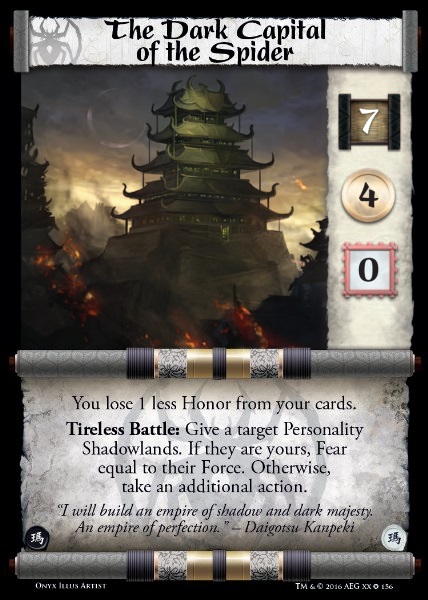 The Dark Capital
of the Spider
7
4
0
You lose 1 less Honor from your cards.
Tireless Battle: Give a target Personality
Shadowlands. If they are yours, Fear
equal to their Force. Otherwise,
take an additional action.
“I will build an empire of shadow and dark majesty.
An empire of perfection.” – Daigotsu Kanpeki
瑪
瑪
Onyx Illus Artist
TM & © 2016 AEG XX ✪ 156